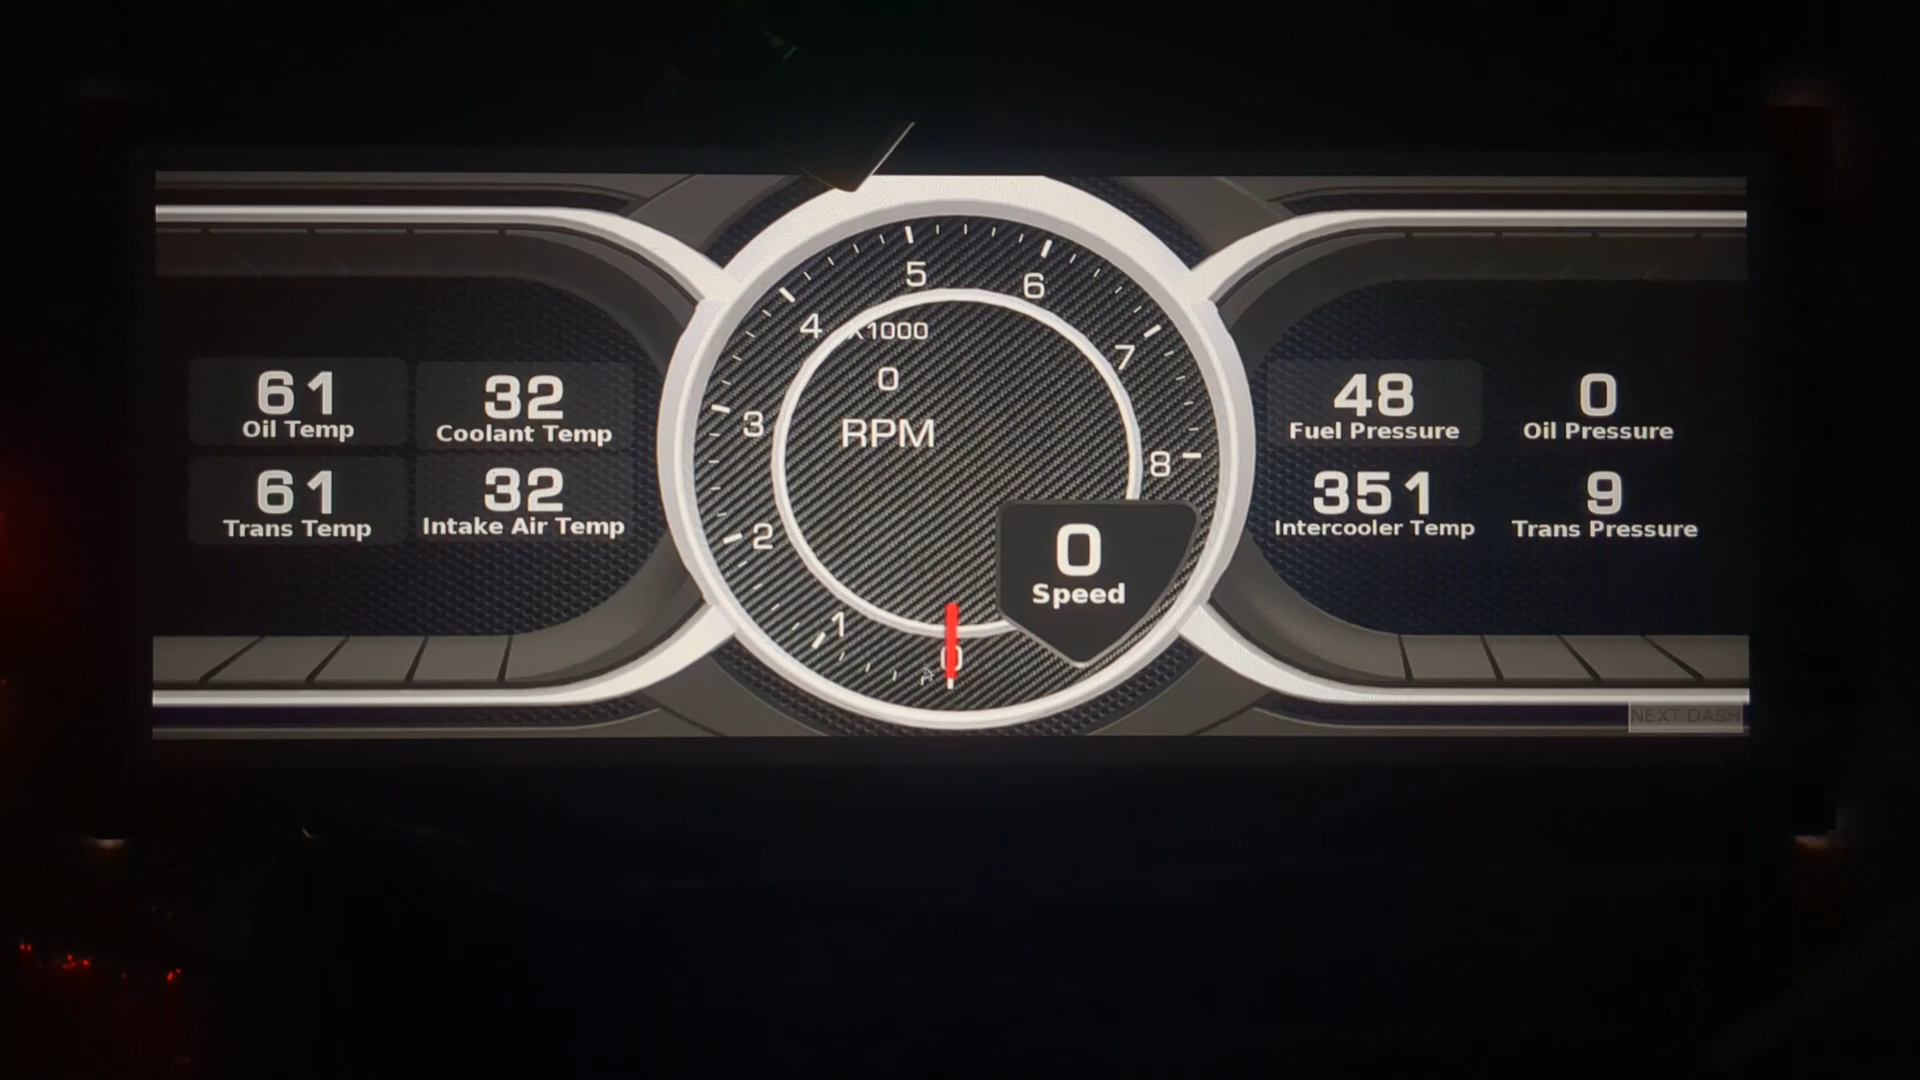 5
6
4
X1000
7
0
RPM
3
8
2
1
0
0
Speed
61
Oil Temp
32
Coolant Temp
61
Trans Temp
32
Intake Air Temp
48
Fuel Pressure
0
Oil Pressure
351
Intercooler Temp
9
Trans Pressure
NEXT DASH